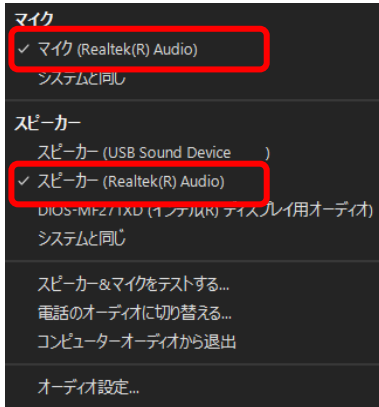 マイク
✓ マイク (Realtek(R) Audio)
システムと同じ
スピーカー
スピーカー (USB Sound Device )
✓ スピーカー (Realtek(R) Audio)
DIOS-MF271XD (インテル(R) ディスプレイ用オーディオ)
システムと同じ
スピーカー&マイクをテストする...
電話のオーディオに切り替える...
コンピューターオーディオから退出
オーディオ設定...